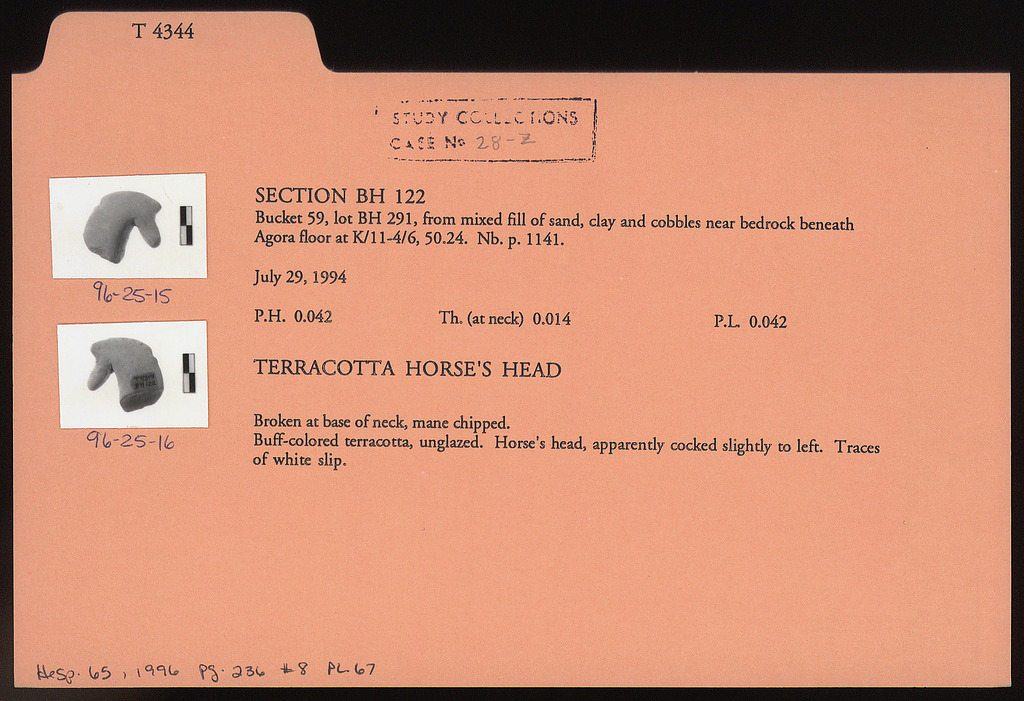 T 4344
STUDY COLLECTIONS
CASE No 28-Z
SECTION BH 122
Bucket 59, lot BH 291, from mixed fill of sand, clay and cobbles near bedrock beneath
Agora floor at K/11-4/6, 50.24. Nb. p. 1141.
July 29, 1994
P.H. 0.042 Th. (at neck) 0.014 P.L. 0.042
TERRACOTTA HORSE'S HEAD
Broken at base of neck, mane chipped.
Buff-colored terracotta, unglazed. Horse's head, apparently cocked slightly to left. Traces
of white slip.
96-25-15
96-25-16
Hesp. 65, 1996 pg. 236 #8 PL. 67